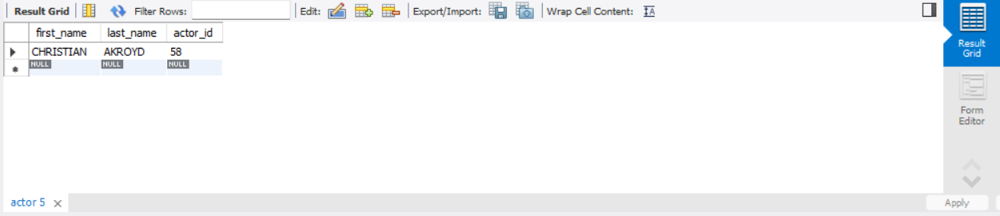 Result Grid Filter Rows: Edit: Export/Import: Wrap Cell Content: IA
first_name last_name actor_id
CHRISTIAN AKROYD 58
NULL NULL NULL
Result
Grid
Form
Editor
actor 5 Apply